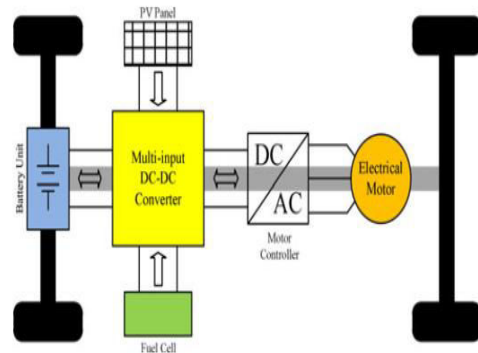 PV Panel
Battery Unit
Multi-input
DC-DC
Converter
DC
AC
Motor
Controller
Electrical
Motor
Fuel Cell